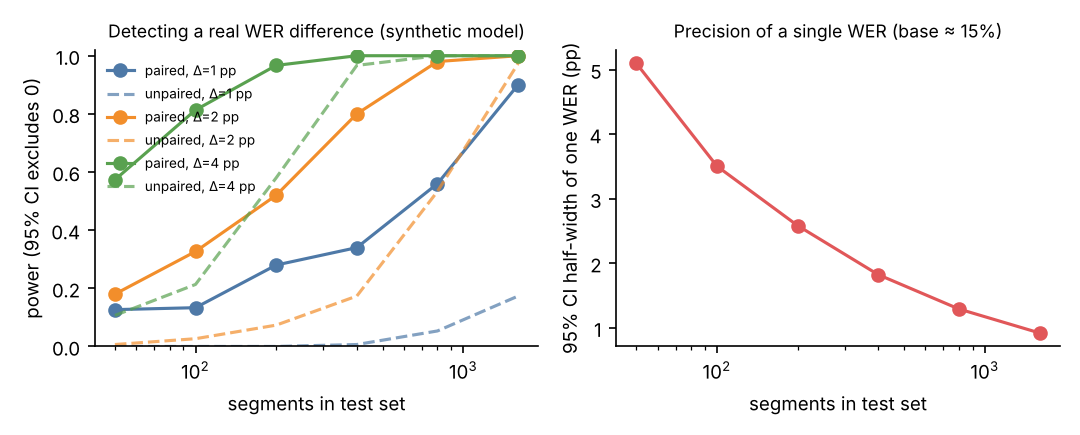 Detecting a real WER difference (synthetic model)
power (95% CI excludes 0)
1.0
0.8
0.6
0.4
0.2
0.0
paired, Δ=1 pp
unpaired, Δ=1 pp
paired, Δ=2 pp
unpaired, Δ=2 pp
paired, Δ=4 pp
unpaired, Δ=4 pp
10²
10³
segments in test set
Precision of a single WER (base ≈ 15%)
95% CI half-width of one WER (pp)
5
4
3
2
1
10²
10³
segments in test set